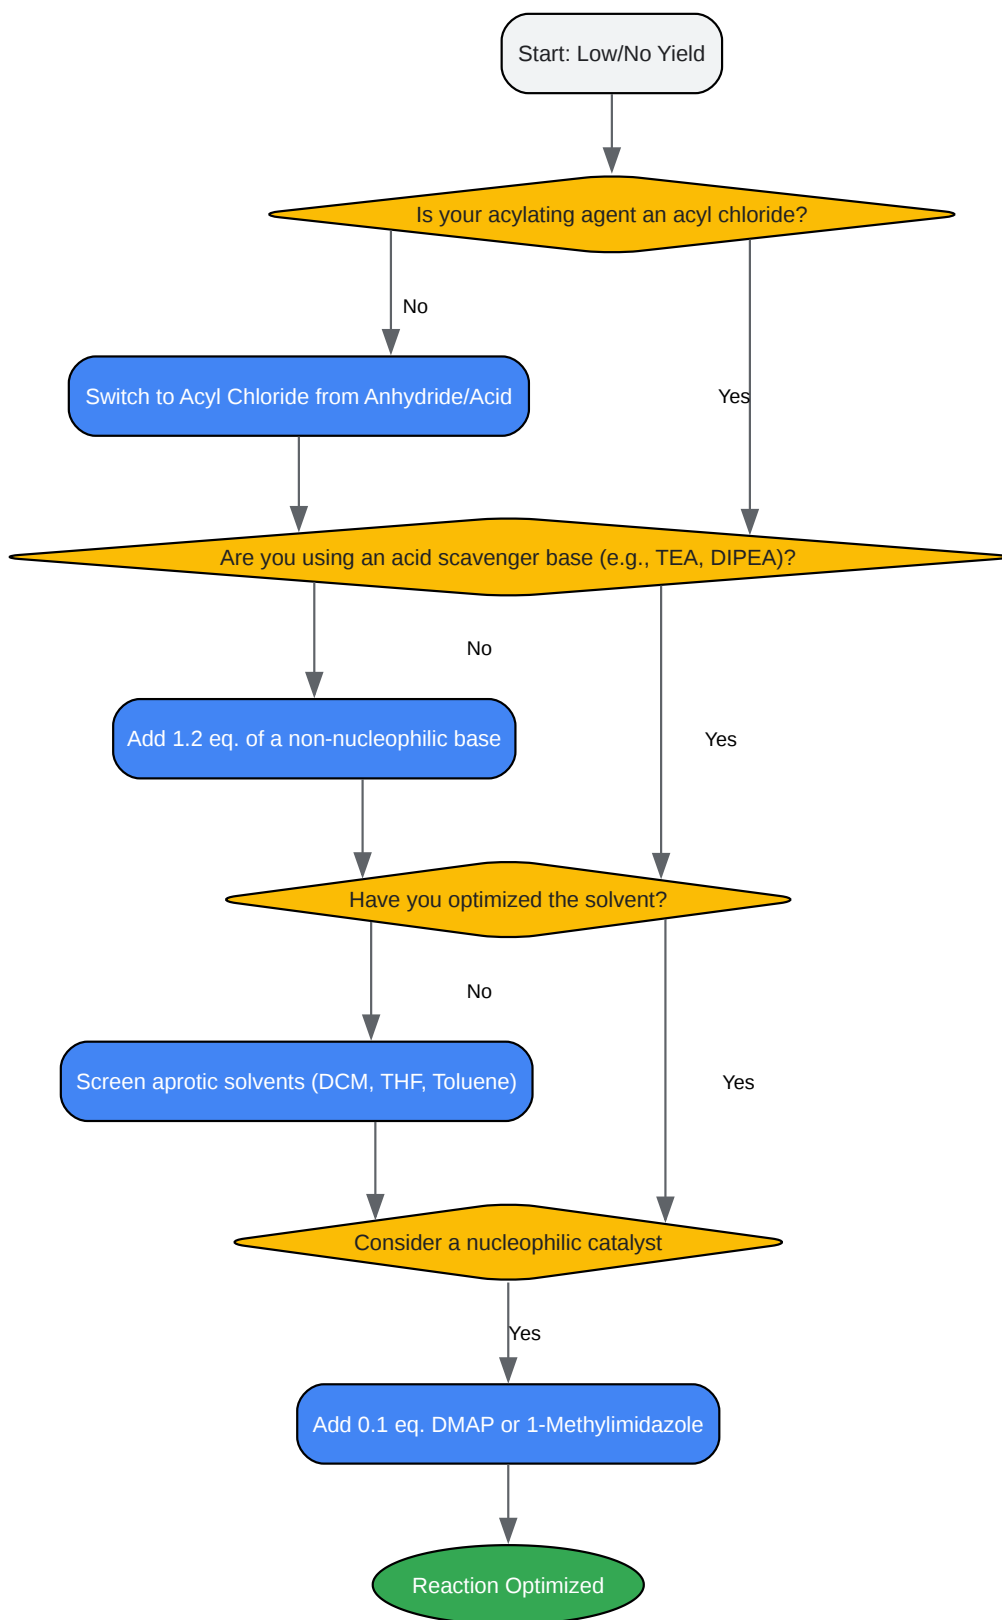 Start: Low/No Yield
Is your acylating agent an acyl chloride?
No
Switch to Acyl Chloride from Anhydride/Acid
Yes
Are you using an acid scavenger base (e.g., TEA, DIPEA)?
No
Add 1.2 eq. of a non-nucleophilic base
Yes
Have you optimized the solvent?
No
Screen aprotic solvents (DCM, THF, Toluene)
Yes
Consider a nucleophilic catalyst
Yes
Add 0.1 eq. DMAP or 1-Methylimidazole
Reaction Optimized